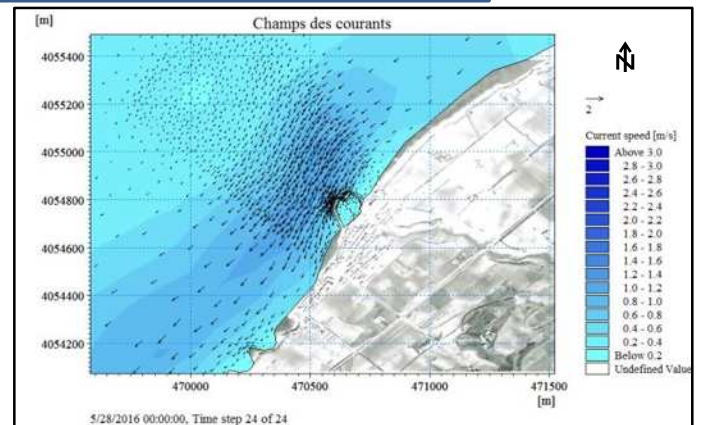 [m]
Champs des courants
N
4055400
4055200
4055000
4054800
4054600
4054400
4054200
470000
470500
471000
471500
[m]
2
Current speed [m/s]
Above 3.0
2.8 - 3.0
2.6 - 2.8
2.4 - 2.6
2.2 - 2.4
2.0 - 2.2
1.8 - 2.0
1.6 - 1.8
1.4 - 1.6
1.2 - 1.4
1.0 - 1.2
0.8 - 1.0
0.6 - 0.8
0.4 - 0.6
0.2 - 0.4
Below 0.2
Undefined Value
5/28/2016 00:00:00, Time step 24 of 24